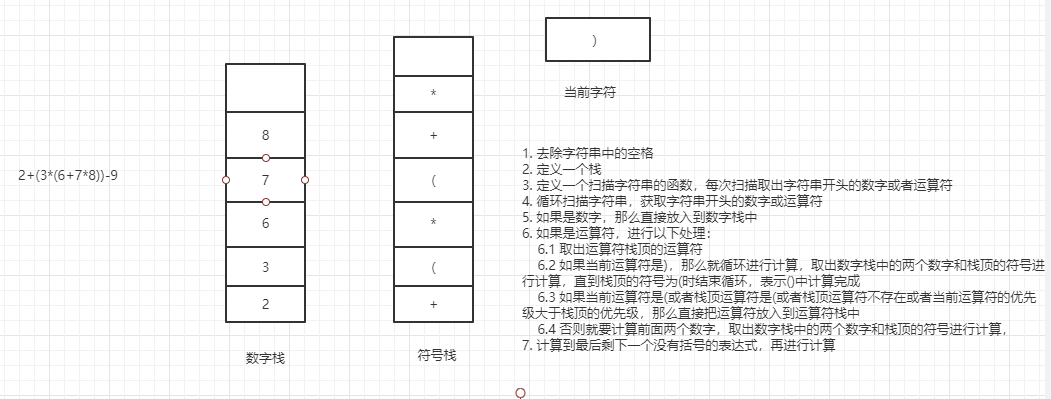 )
当前字符
*
8
+
7
(
6
*
3
(
2
+
数字栈
符号栈
2+(3*(6+7*8))-9
1. 去除字符串中的空格
2. 定义一个栈
3. 定义一个扫描字符串的函数，每次扫描取出字符串开头的数字或者运算符
4. 循环扫描字符串，获取字符串开头的数字或运算符
5. 如果是数字，那么直接放入到数字栈中
6. 如果是运算符，进行以下处理：
6.1 取出运算符栈顶的运算符
6.2 如果当前运算符是)，那么就循环进行计算，取出数字栈中的两个数字和栈顶的符号进
行计算，直到栈顶的符号为(时结束循环，表示()中计算完成
6.3 如果当前运算符是(或者栈顶运算符是(或者栈顶运算符不存在或者当前运算符的优先
级大于栈顶的优先级，那么直接把运算符放入到运算符栈中
6.4 否则就要计算前面两个数字，取出数字栈中的两个数字和栈顶的符号进行计算，
7. 计算到最后剩下一个没有括号的表达式，再进行计算